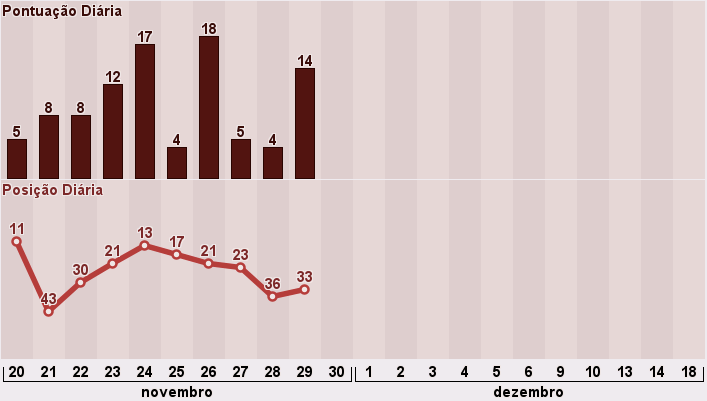 Pontuação Diária
5 8 8 12 17 4 18 5 4 14
Posição Diária
11 43 30 21 13 17 21 23 36 33
20 21 22 23 24 25 26 27 28 29 30 1 2 3 4 5 6 9 10 13 14 18
novembro dezembro